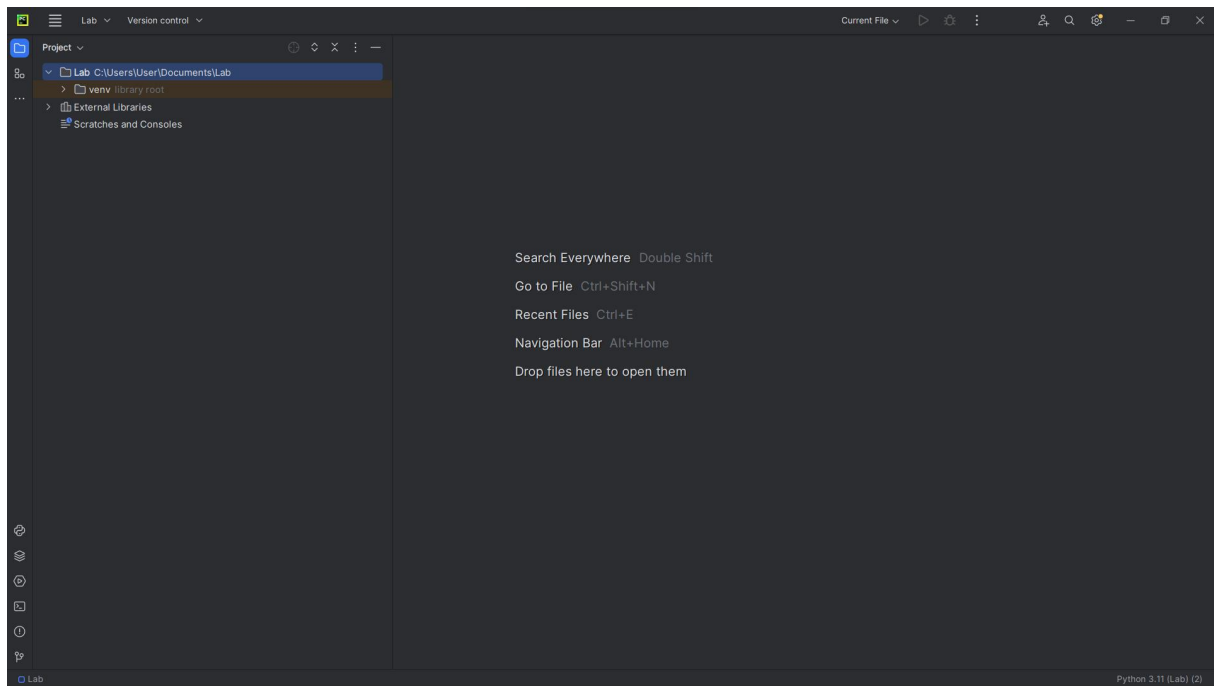 Lab Version control Current File
Project
Lab C:\Users\User\Documents\Lab
venv library root
External Libraries
Scratches and Consoles
Search Everywhere Double Shift
Go to File Ctrl+Shift+N
Recent Files Ctrl+E
Navigation Bar Alt+Home
Drop files here to open them
Lab Python 3.11 (Lab) (2)